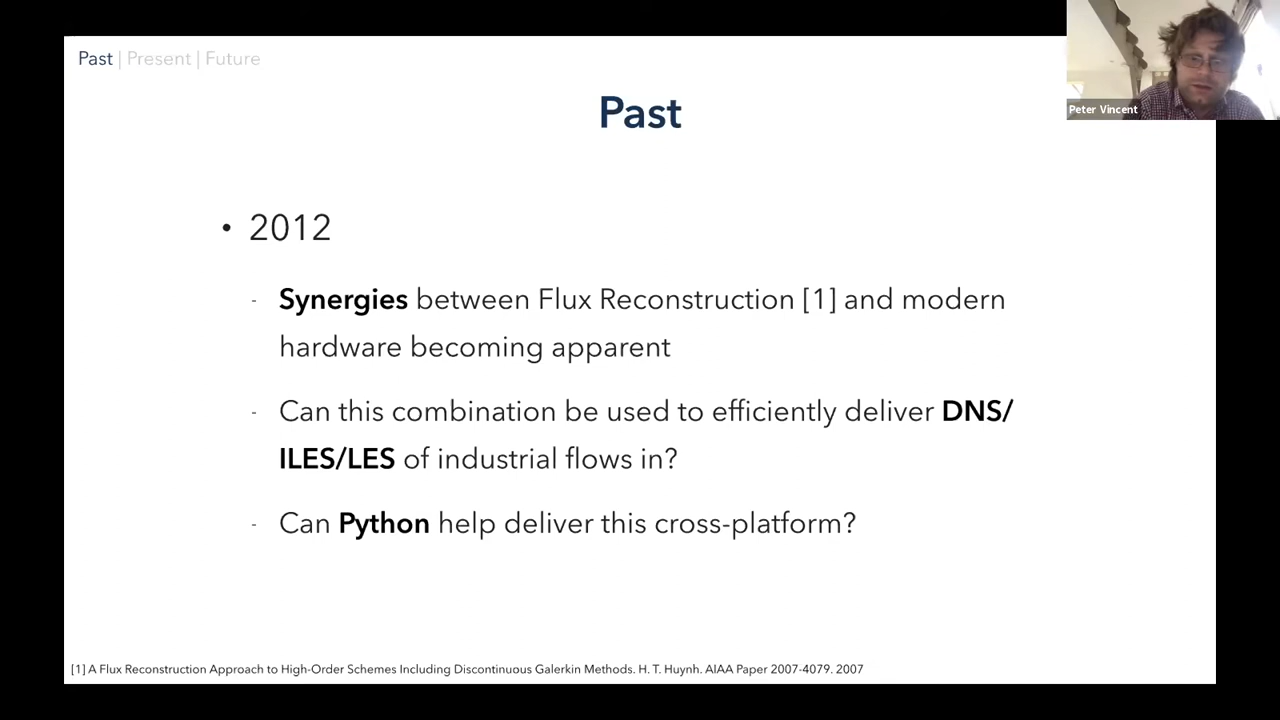 Past | Present | Future
Peter Vincent
Past
• 2012
- Synergies between Flux Reconstruction [1] and modern
hardware becoming apparent
- Can this combination be used to efficiently deliver DNS/
ILES/LES of industrial flows in?
- Can Python help deliver this cross-platform?
[1] A Flux Reconstruction Approach to High-Order Schemes Including Discontinuous Galerkin Methods. H. T. Huynh. AIAA Paper 2007-4079. 2007